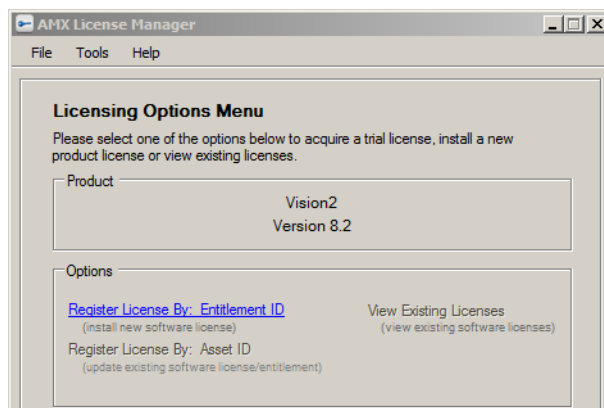 AMX License Manager
File Tools Help
Licensing Options Menu
Please select one of the options below to acquire a trial license, install a new
product license or view existing licenses.
Product
Vision2
Version 8.2
Options
Register License By: Entitlement ID
(install new software license)
View Existing Licenses
(view existing software licenses)
Register License By: Asset ID
(update existing software license/entitlement)